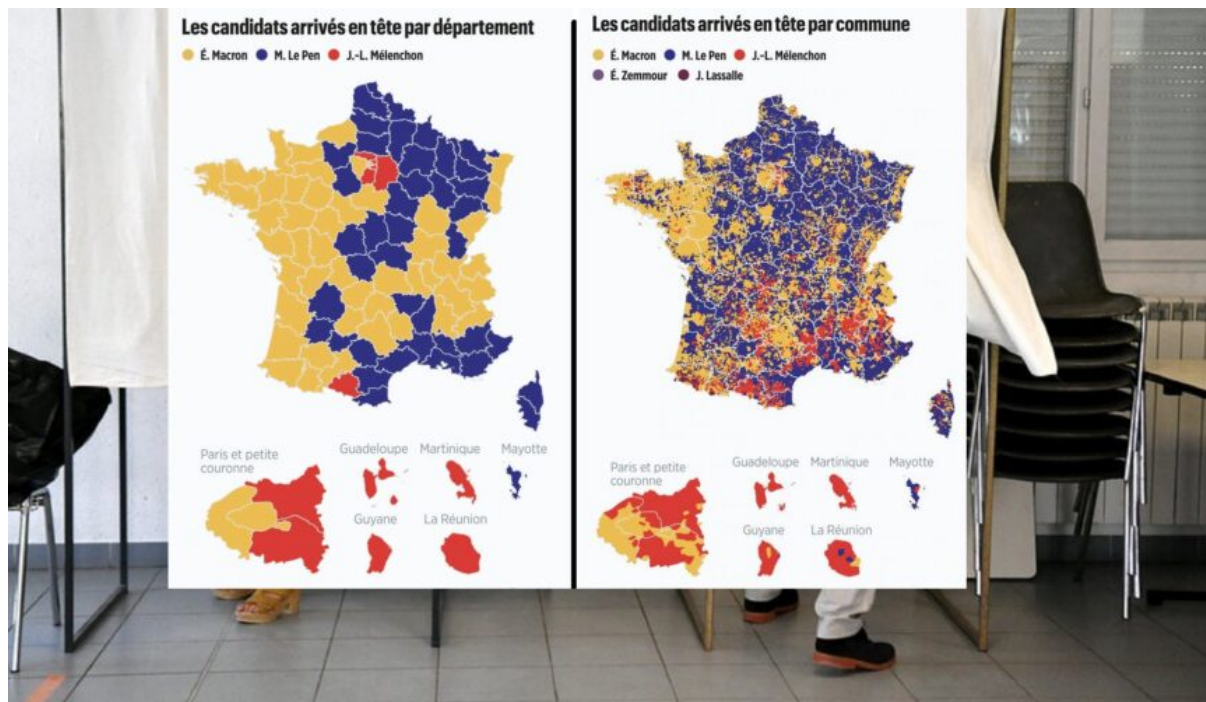 Les candidats arrivés en tête par département
É. Macron M. Le Pen J.-L. Mélenchon
Paris et petite
couronne
Guadeloupe
Martinique
Mayotte
Guyane
La Réunion
Les candidats arrivés en tête par commune
É. Macron M. Le Pen J.-L. Mélenchon
É. Zemmour J. Lassalle
Paris et petite
couronne
Guadeloupe
Martinique
Mayotte
Guyane
La Réunion